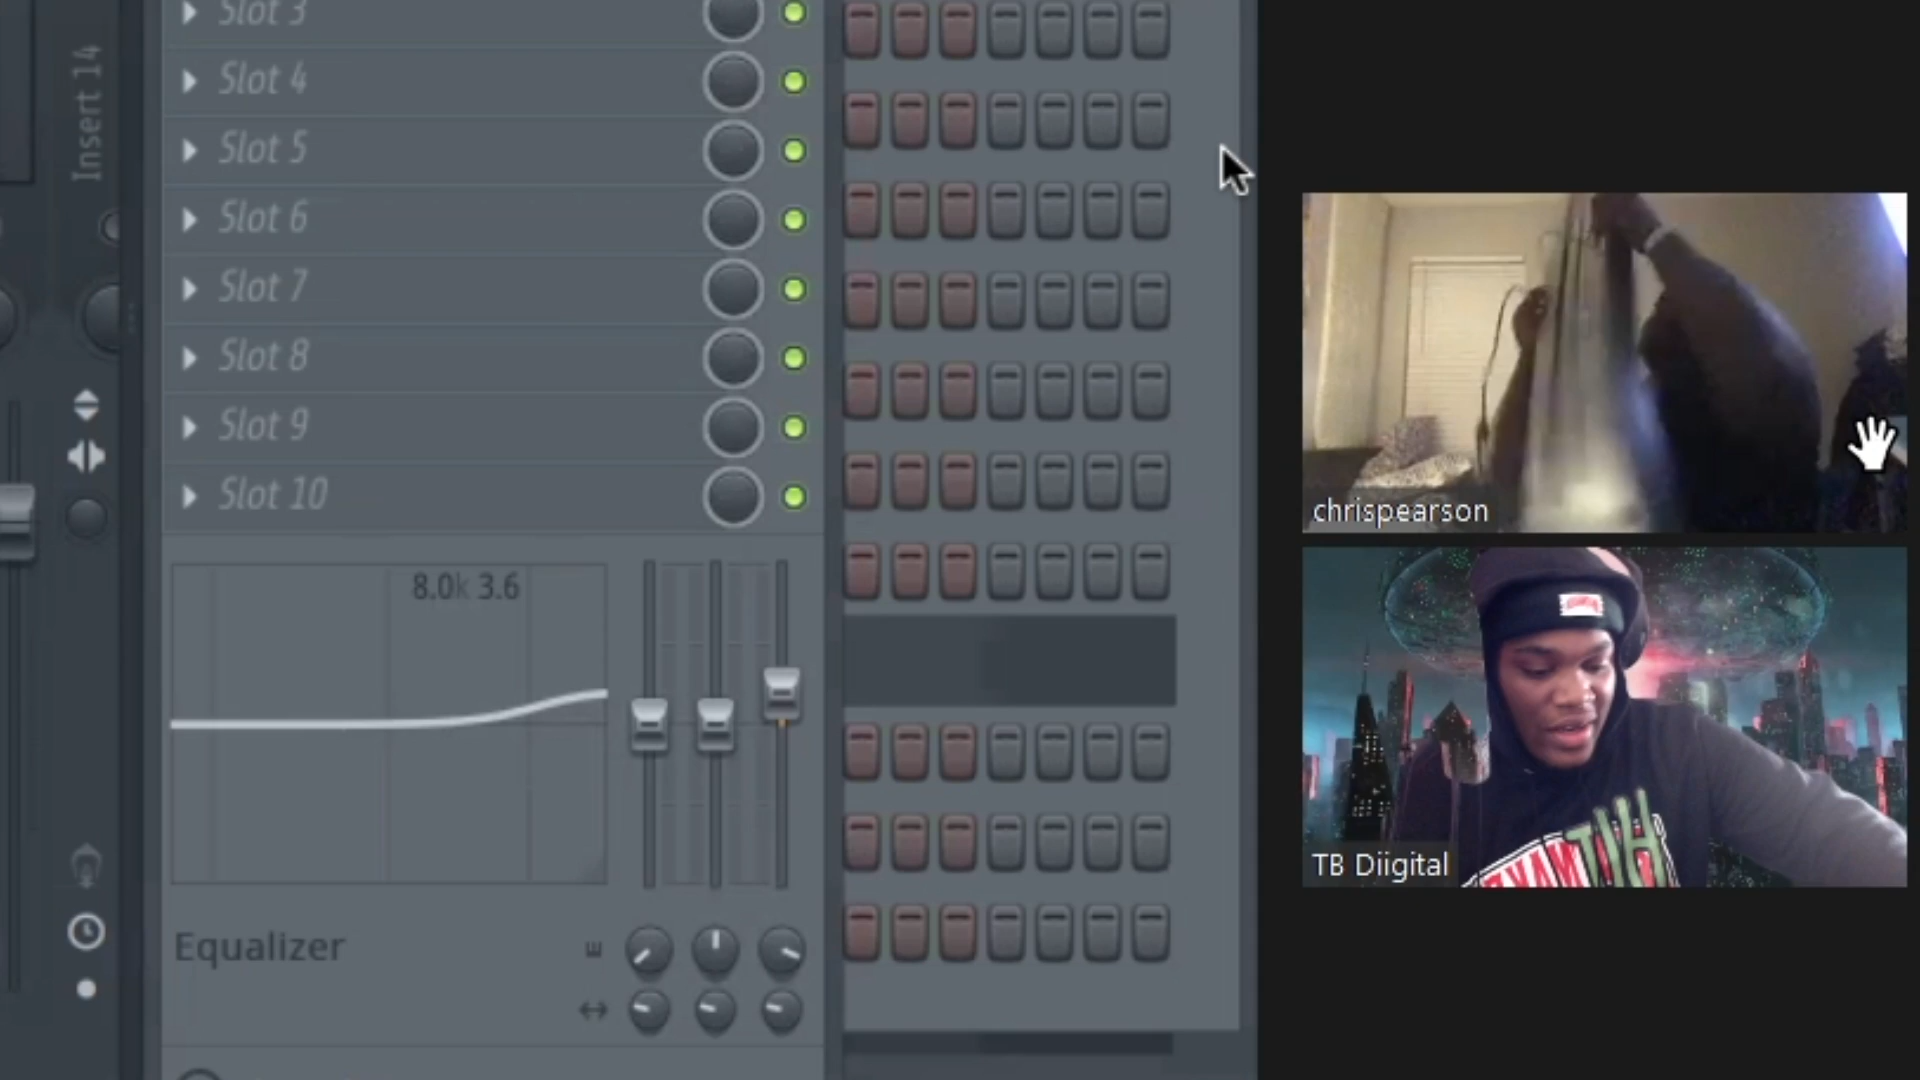 Slot 3
Insert 14
Slot 4
Slot 5
Slot 6
Slot 7
Slot 8
Slot 9
Slot 10
8.0k 3.6
Equalizer
chrispearson
TB Diigital